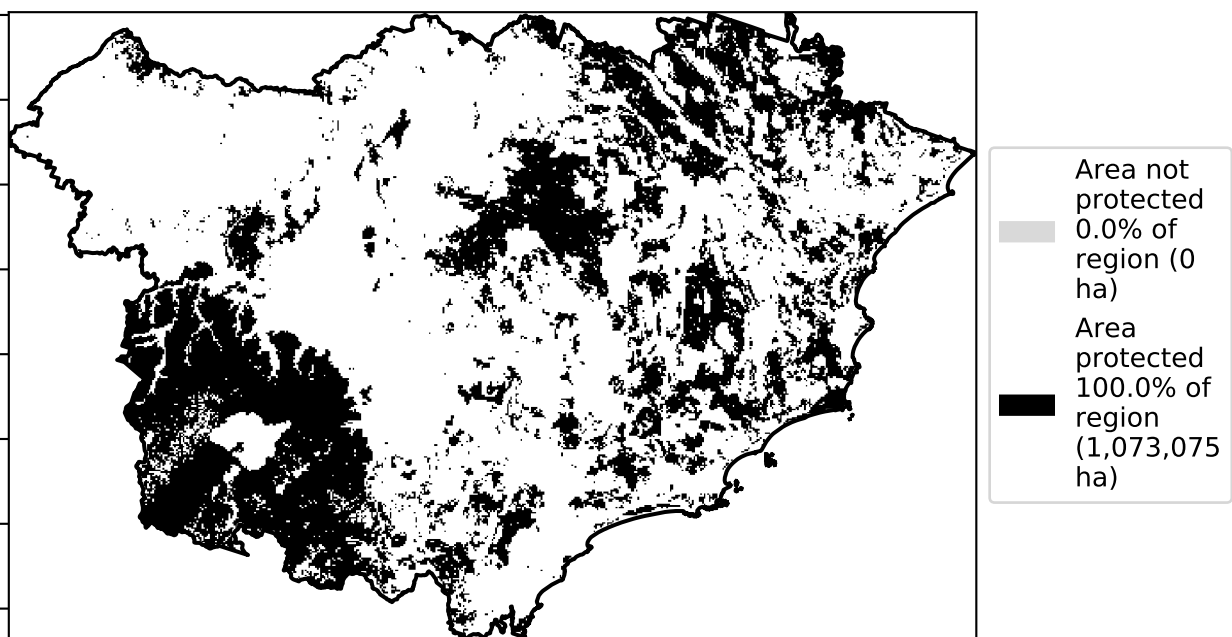 Area not
protected
0.0% of
region (0
ha)
Area
protected
100.0% of
region
(1,073,075
ha)